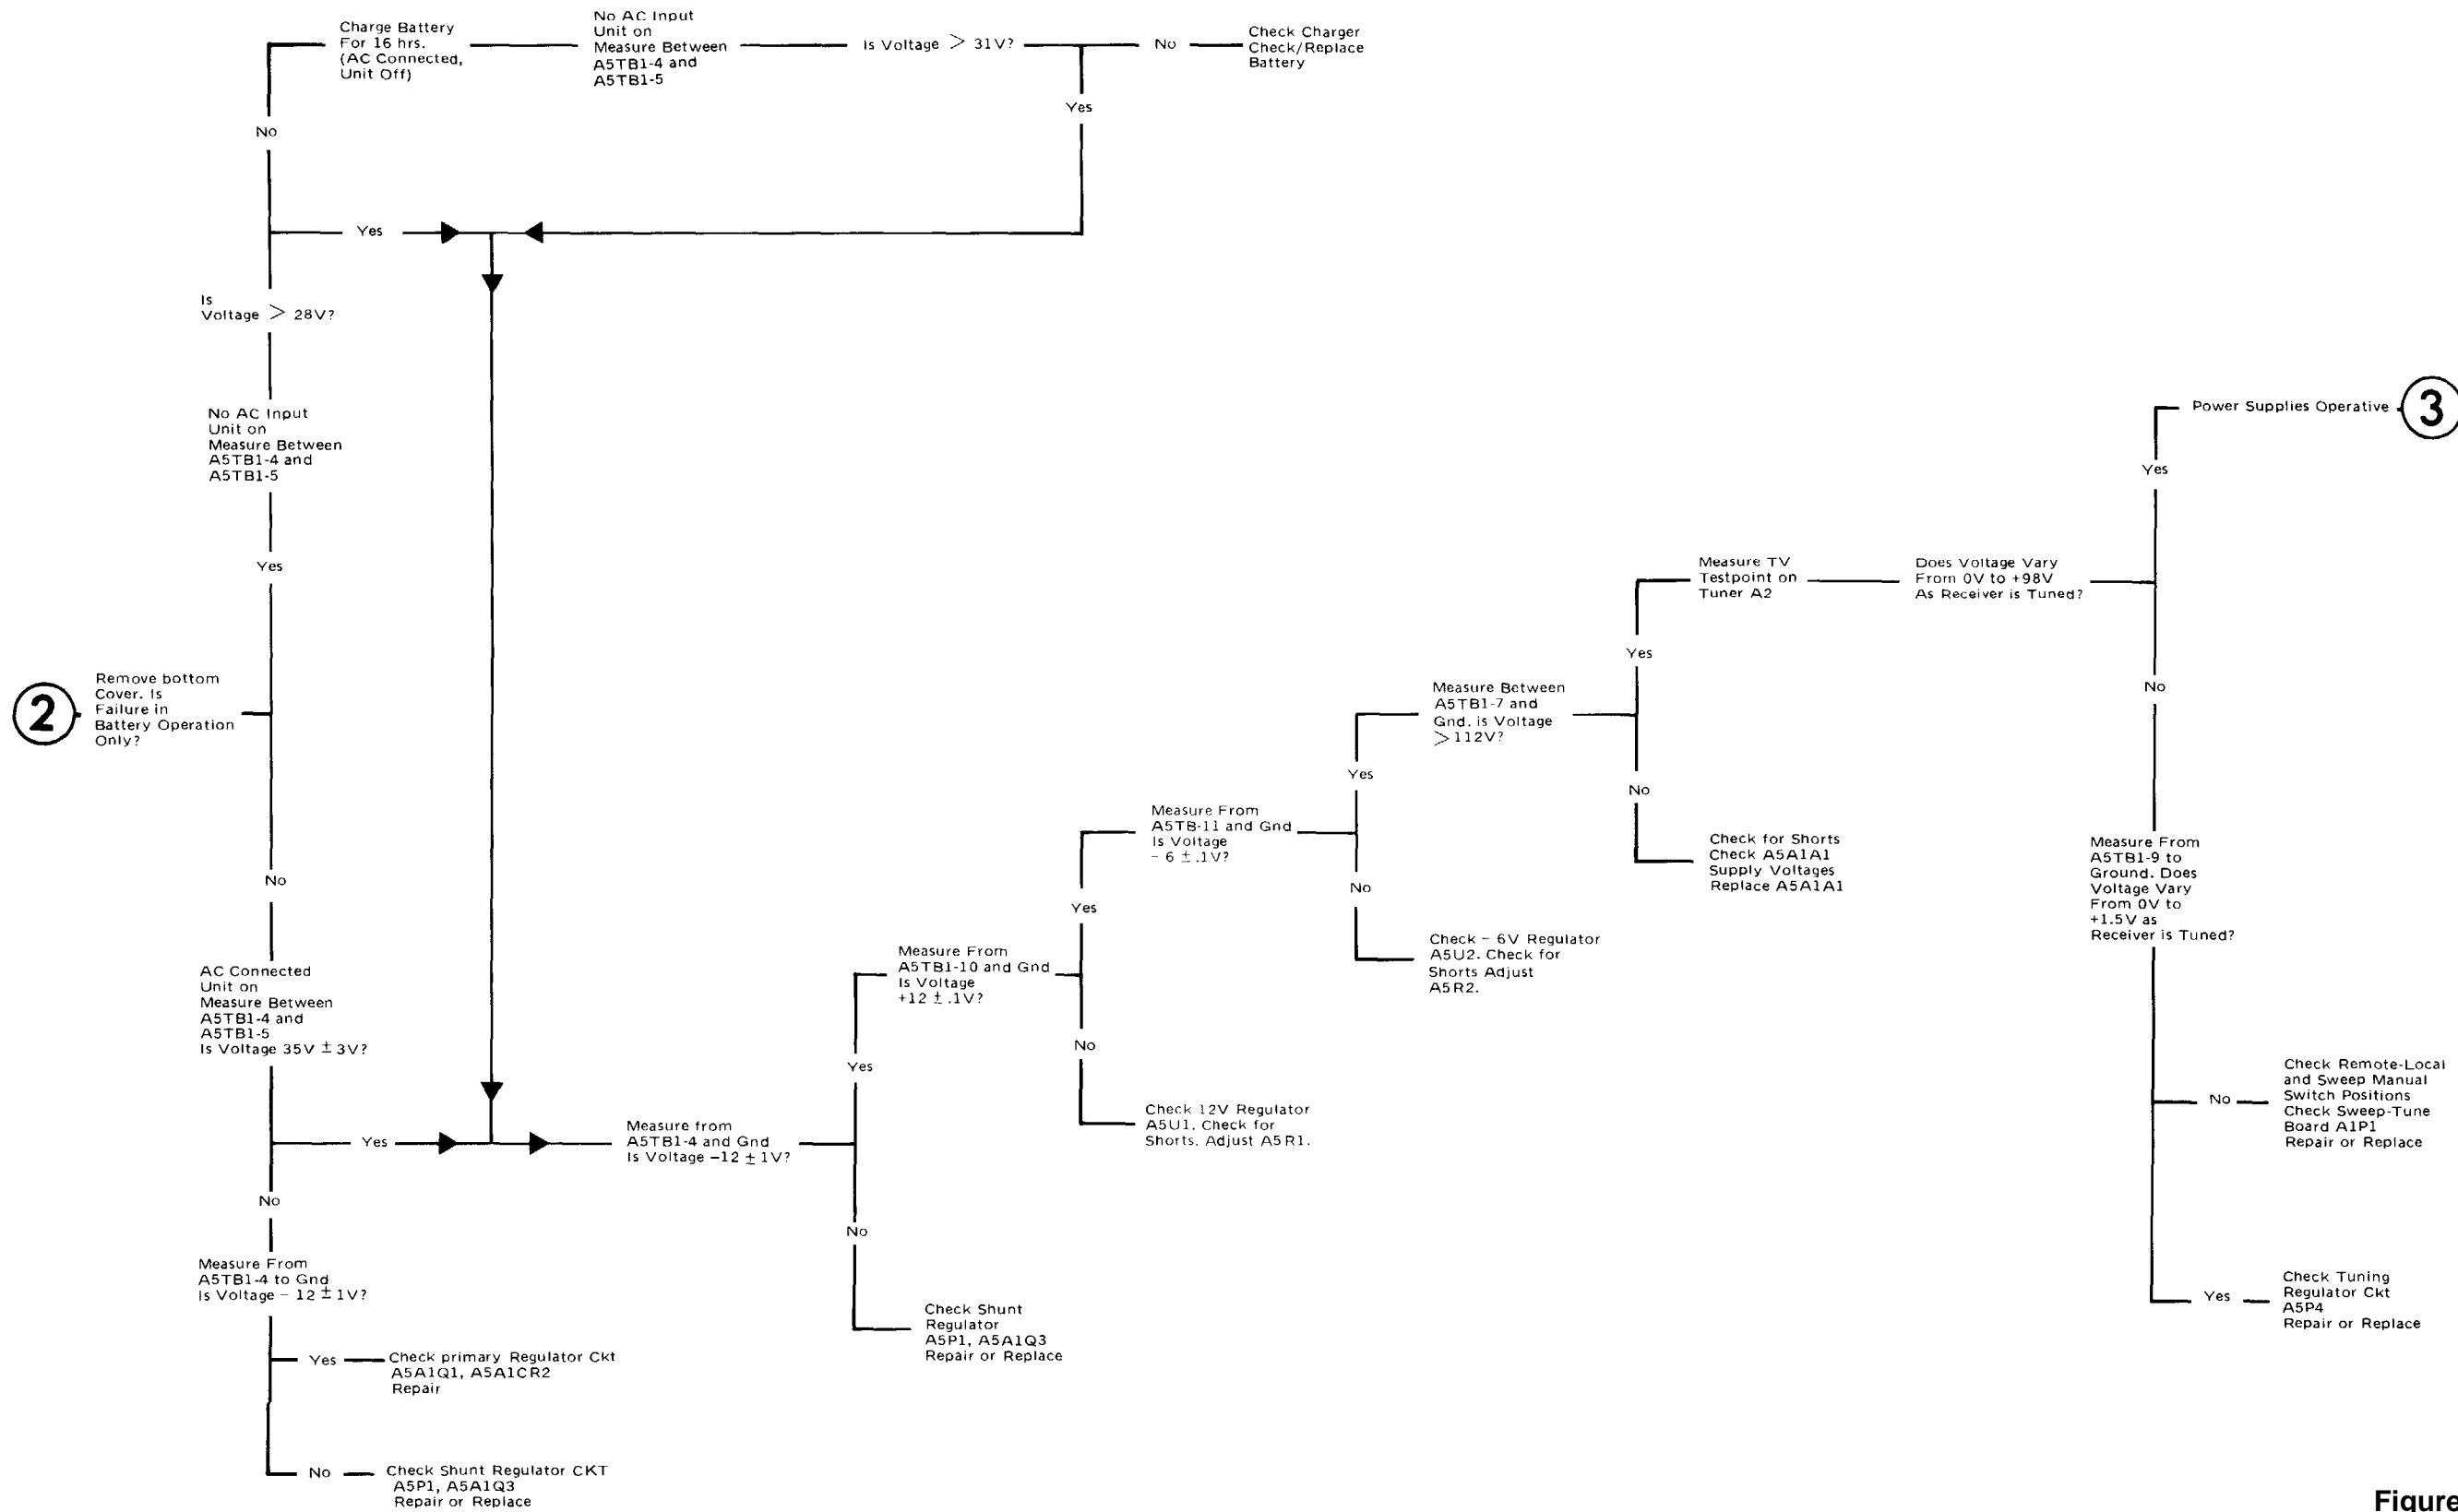 Charge Battery
For 16 hrs.
(AC Connected,
Unit Off)
No AC Input
Unit on
Measure Between
A5TB1-4 and
A5TB1-5
Is Voltage > 31V?
No
Check Charger
Check/Replace
Battery
Yes
No
Yes
Is
Voltage > 28V?
No AC Input
Unit on
Measure Between
A5TB1-4 and
A5TB1-5
Yes
2
Remove bottom
Cover. Is
Failure in
Battery Operation
Only?
No
AC Connected
Unit on
Measure Between
A5TB1-4 and
A5TB1-5
Is Voltage 35V ± 3V?
Yes
No
Measure From
A5TB1-4 to Gnd
Is Voltage – 12 ± 1V?
Yes
Check primary Regulator Ckt
A5A1Q1, A5A1CR2
Repair
No
Check Shunt Regulator CKT
A5P1, A5A1Q3
Repair or Replace
Measure from
A5TB1-4 and Gnd
Is Voltage –12 ± 1V?
Yes
No
Check Shunt
Regulator
A5P1, A5A1Q3
Repair or Replace
Measure From
A5TB1-10 and Gnd
Is Voltage
+12 ± .1V?
Yes
No
Check 12V Regulator
A5U1. Check for
Shorts. Adjust A5R1.
Measure From
A5TB-11 and Gnd
Is Voltage
– 6 ± .1V?
Yes
No
Check – 6V Regulator
A5U2. Check for
Shorts Adjust
A5R2.
Measure Between
A5TB1-7 and
Gnd. is Voltage
> 112V?
Yes
No
Check for Shorts
Check A5A1A1
Supply Voltages
Replace A5A1A1
Measure TV
Testpoint on
Tuner A2
Does Voltage Vary
From 0V to +98V
As Receiver is Tuned?
Yes
Power Supplies Operative
3
No
Measure From
A5TB1-9 to
Ground. Does
Voltage Vary
From 0V to
+1.5V as
Receiver is Tuned?
No
Check Remote-Local
and Sweep Manual
Switch Positions
Check Sweep-Tune
Board A1P1
Repair or Replace
Yes
Check Tuning
Regulator Ckt
A5P4
Repair or Replace
Figure